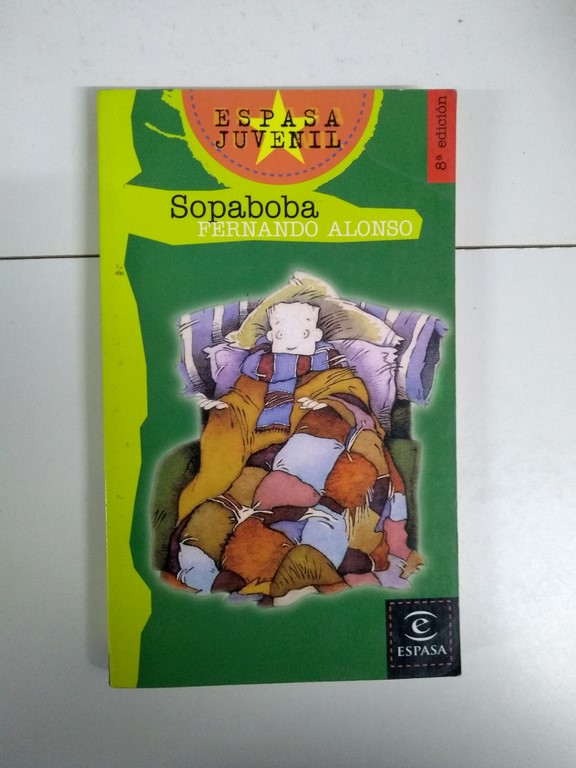 ESPASA
JUVENIL
8ª edición
Sopaboba
FERNANDO ALONSO
e
ESPASA